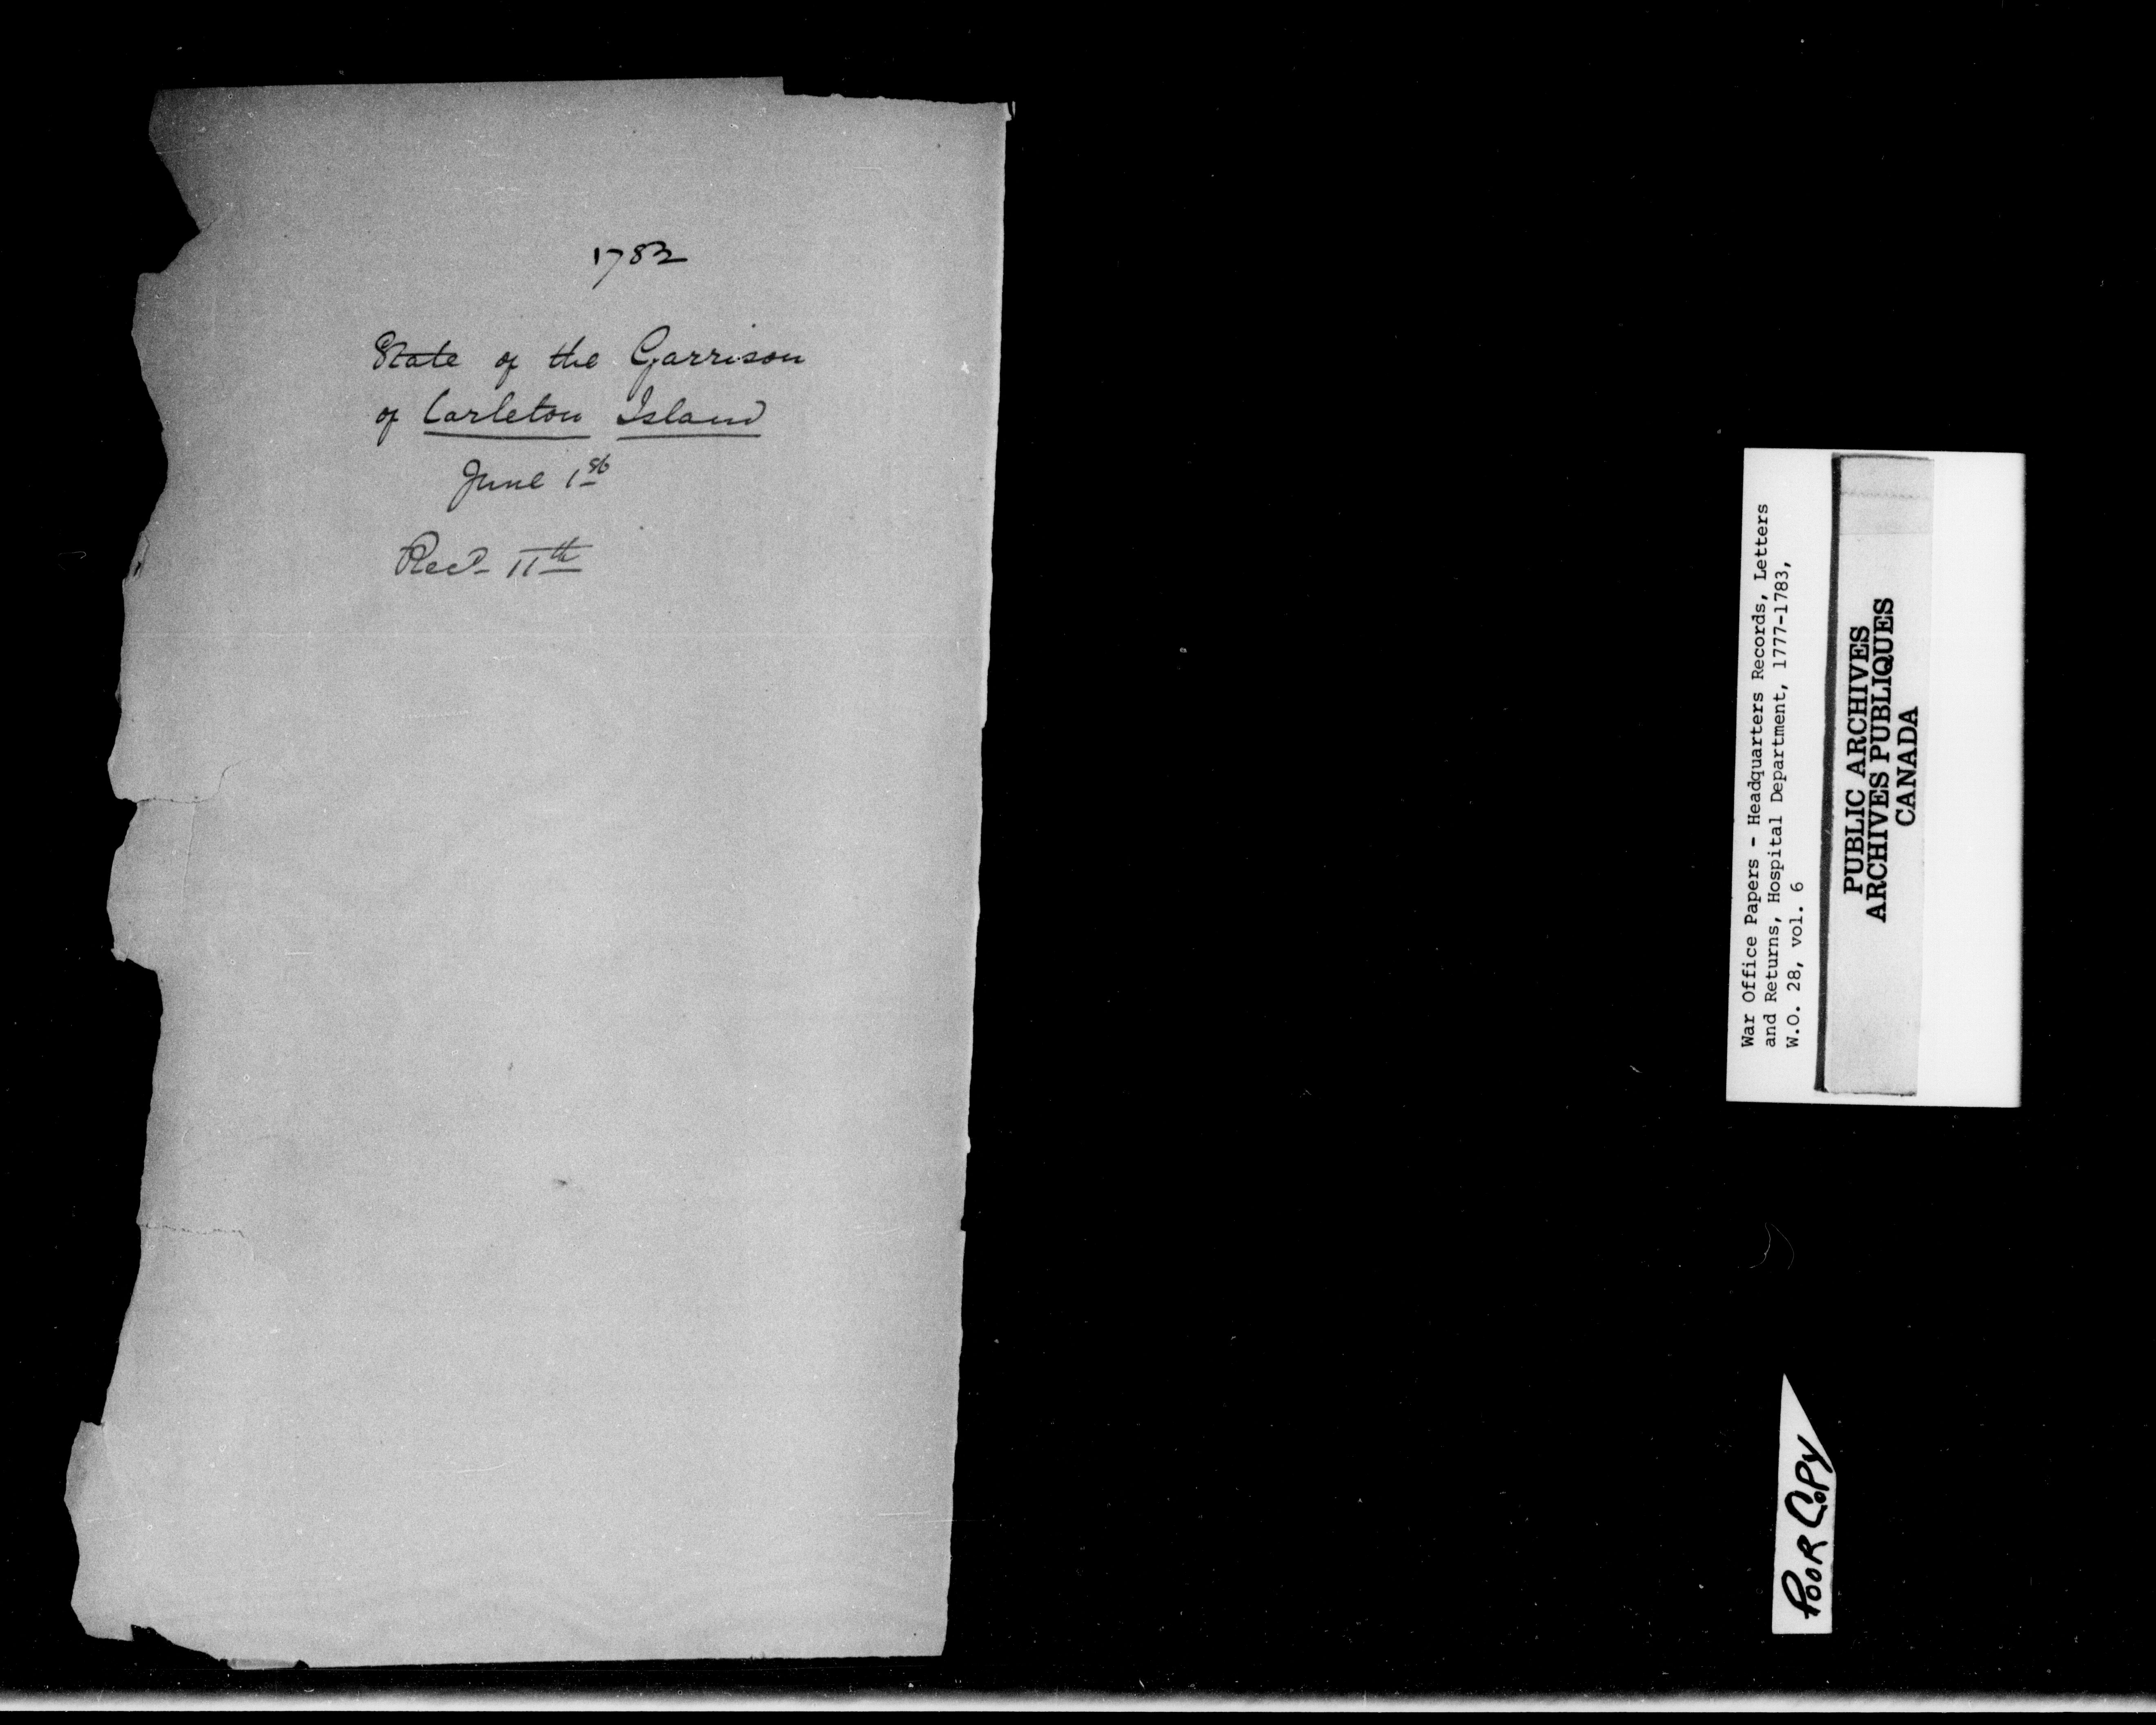 1782
State of the Garrison
of Carleton Island
June 1st
Recd 11th
War Office Papers - Headquarters Records, Letters
and Returns, Hospital Department, 1777-1783,
W.O. 28, vol. 6
PUBLIC ARCHIVES
ARCHIVES PUBLIQUES
CANADA
POOR COPY